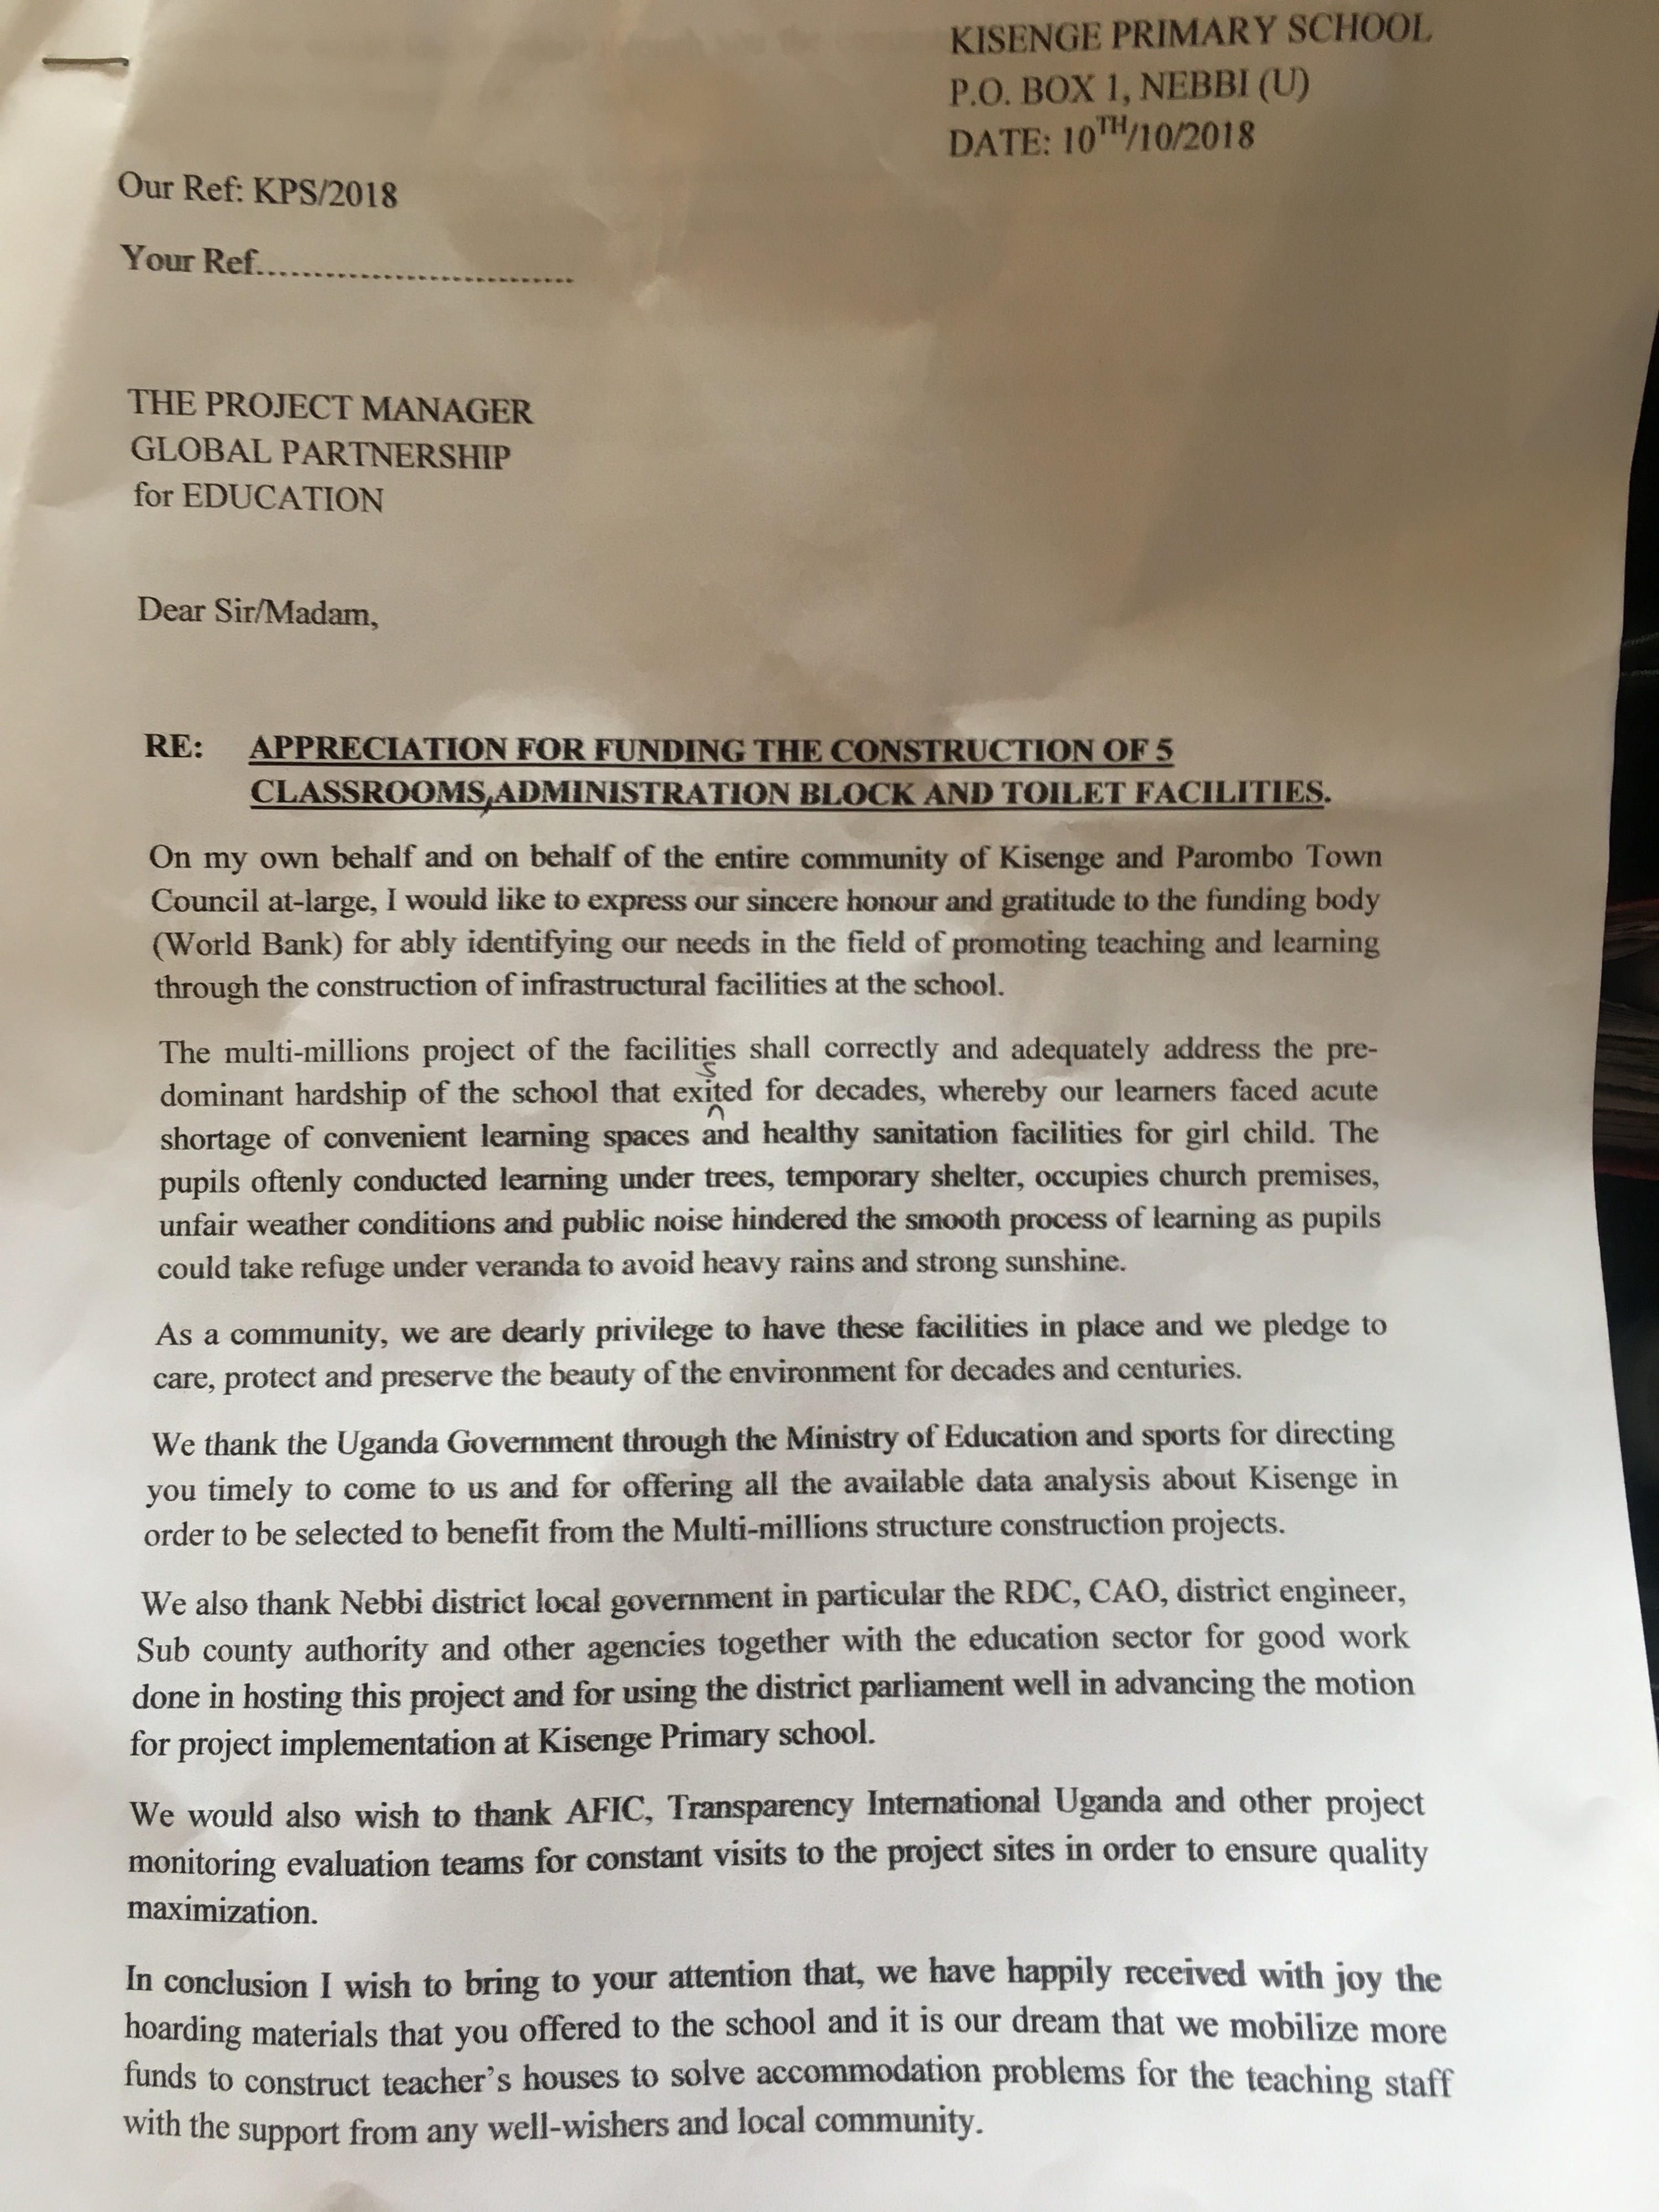 KISENGE PRIMARY SCHOOL
P.O. BOX 1, NEBBI (U)
DATE: 10TH/10/2018
Our Ref: KPS/2018
Your Ref............................
THE PROJECT MANAGER
GLOBAL PARTNERSHIP
for EDUCATION
Dear Sir/Madam,
RE: APPRECIATION FOR FUNDING THE CONSTRUCTION OF 5
CLASSROOMS,ADMINISTRATION BLOCK AND TOILET FACILITIES.
On my own behalf and on behalf of the entire community of Kisenge and Parombo Town
Council at-large, I would like to express our sincere honour and gratitude to the funding body
(World Bank) for ably identifying our needs in the field of promoting teaching and learning
through the construction of infrastructural facilities at the school.
The multi-millions project of the facilities shall correctly and adequately address the pre-
dominant hardship of the school that existed for decades, whereby our learners faced acute
shortage of convenient learning spaces and healthy sanitation facilities for girl child. The
pupils oftenly conducted learning under trees, temporary shelter, occupies church premises,
unfair weather conditions and public noise hindered the smooth process of learning as pupils
could take refuge under veranda to avoid heavy rains and strong sunshine.
As a community, we are dearly privilege to have these facilities in place and we pledge to
care, protect and preserve the beauty of the environment for decades and centuries.
We thank the Uganda Government through the Ministry of Education and sports for directing
you timely to come to us and for offering all the available data analysis about Kisenge in
order to be selected to benefit from the Multi-millions structure construction projects.
We also thank Nebbi district local government in particular the RDC, CAO, district engineer,
Sub county authority and other agencies together with the education sector for good work
done in hosting this project and for using the district parliament well in advancing the motion
for project implementation at Kisenge Primary school.
We would also wish to thank AFIC, Transparency International Uganda and other project
monitoring evaluation teams for constant visits to the project sites in order to ensure quality
maximization.
In conclusion I wish to bring to your attention that, we have happily received with joy the
hoarding materials that you offered to the school and it is our dream that we mobilize more
funds to construct teacher's houses to solve accommodation problems for the teaching staff
with the support from any well-wishers and local community.